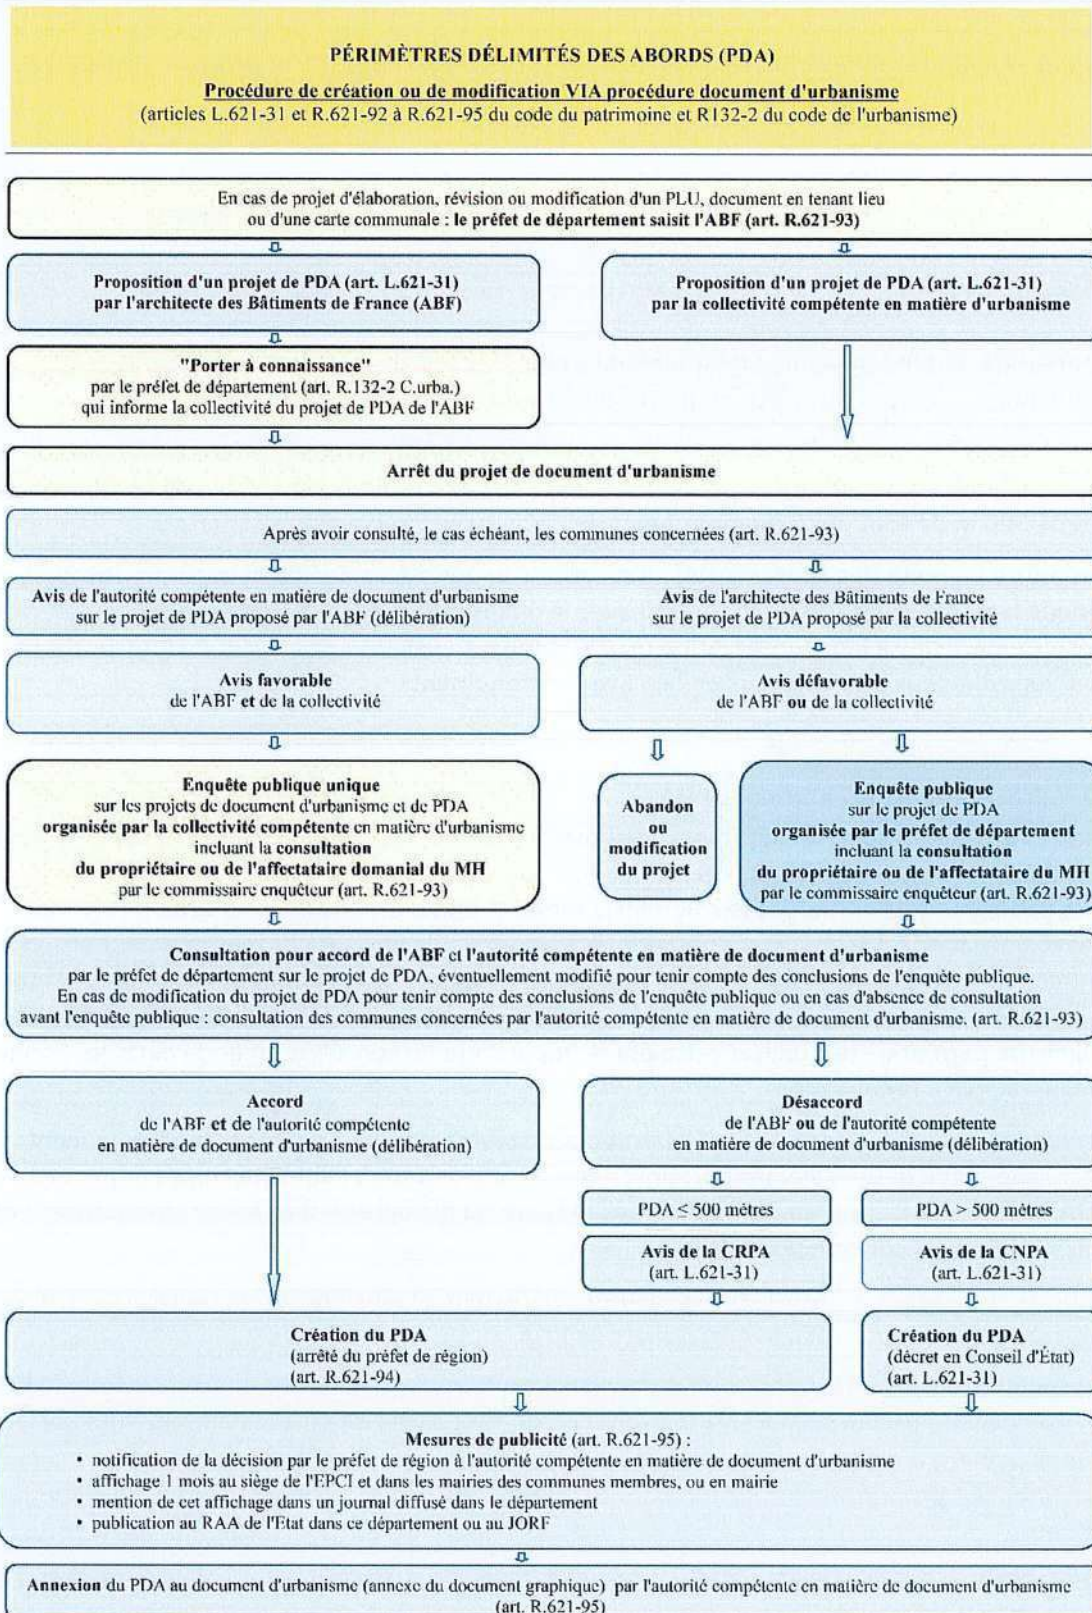 PÉRIMÈTRES DÉLIMITÉS DES ABORDS (PDA)
Procédure de création ou de modification VIA procédure document d'urbanisme
(articles L.621-31 et R.621-92 à R.621-95 du code du patrimoine et R132-2 du code de l'urbanisme)
En cas de projet d'élaboration, révision ou modification d'un PLU, document en tenant lieu
ou d'une carte communale : le préfet de département saisit l'ABF (art. R.621-93)
Proposition d'un projet de PDA (art. L.621-31)
par l'architecte des Bâtiments de France (ABF)
Proposition d'un projet de PDA (art. L.621-31)
par la collectivité compétente en matière d'urbanisme
"Porter à connaissance"
par le préfet de département (art. R.132-2 C.urba.)
qui informe la collectivité du projet de PDA de l'ABF
Arrêt du projet de document d'urbanisme
Après avoir consulté, le cas échéant, les communes concernées (art. R.621-93)
Avis de l'autorité compétente en matière de document d'urbanisme
sur le projet de PDA proposé par l'ABF (délibération)
Avis de l'architecte des Bâtiments de France
sur le projet de PDA proposé par la collectivité
Avis favorable
de l'ABF et de la collectivité
Avis défavorable
de l'ABF ou de la collectivité
Enquête publique unique
sur les projets de document d'urbanisme et de PDA
organisée par la collectivité compétente en matière d'urbanisme
incluant la consultation
du propriétaire ou de l'affectataire domanial du MH
par le commissaire enquêteur (art. R.621-93)
Abandon
ou
modification
du projet
Enquête publique
sur le projet de PDA
organisée par le préfet de département
incluant la consultation
du propriétaire ou de l'affectataire du MH
par le commissaire enquêteur (art. R.621-93)
Consultation pour accord de l'ABF et l'autorité compétente en matière de document d'urbanisme
par le préfet de département sur le projet de PDA, éventuellement modifié pour tenir compte des conclusions de l'enquête publique.
En cas de modification du projet de PDA pour tenir compte des conclusions de l'enquête publique ou en cas d'absence de consultation
avant l'enquête publique : consultation des communes concernées par l'autorité compétente en matière de document d'urbanisme. (art. R.621-93)
Accord
de l'ABF et de l'autorité compétente
en matière de document d'urbanisme (délibération)
Désaccord
de l'ABF ou de l'autorité compétente
en matière de document d'urbanisme (délibération)
PDA ≤ 500 mètres
PDA > 500 mètres
Avis de la CRPA
(art. L.621-31)
Avis de la CNPA
(art. L.621-31)
Création du PDA
(arrêté du préfet de région)
(art. R.621-94)
Création du PDA
(décret en Conseil d'État)
(art. L.621-31)
Mesures de publicité (art. R.621-95) :
• notification de la décision par le préfet de région à l'autorité compétente en matière de document d'urbanisme
• affichage 1 mois au siège de l'EPCI et dans les mairies des communes membres, ou en mairie
• mention de cet affichage dans un journal diffusé dans le département
• publication au RAA de l'Etat dans ce département ou au JORF
Annexion du PDA au document d'urbanisme (annexe du document graphique) par l'autorité compétente en matière de document d'urbanisme
(art. R.621-95)